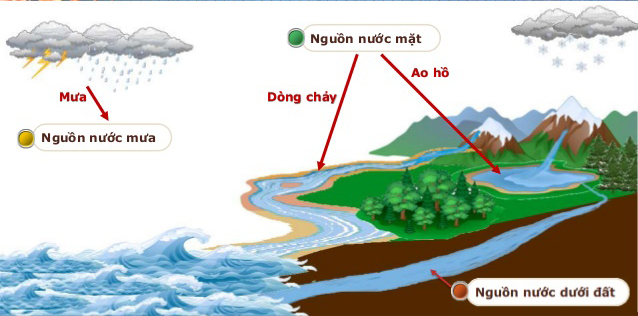 Nguồn nước mặt
Ao hồ
Mưa
Dòng chảy
Nguồn nước mưa
Nguồn nước dưới đất